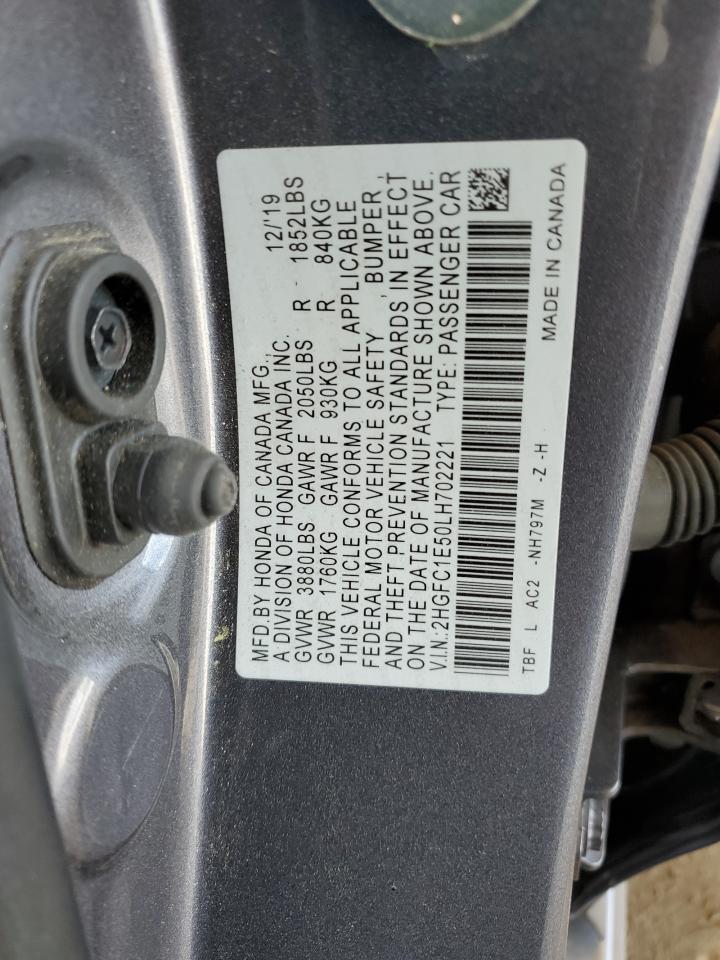 MFD.BY HONDA OF CANADA MFG., 12/'19
A DIVISION OF HONDA CANADA INC.
GVWR 3880LBS GAWR F 2050LBS R 1852LBS
GVWR 1760KG GAWR F 930KG R 840KG
THIS VEHICLE CONFORMS TO ALL APPLICABLE
FEDERAL MOTOR VEHICLE SAFETY , BUMPER ,
AND THEFT PREVENTION STANDARDS IN EFFECT
ON THE DATE OF MANUFACTURE SHOWN ABOVE.
V.I.N.:2HGFC1E50LH702221 TYPE: PASSENGER CAR
TBF L AC2 -NH797M -Z -H MADE IN CANADA